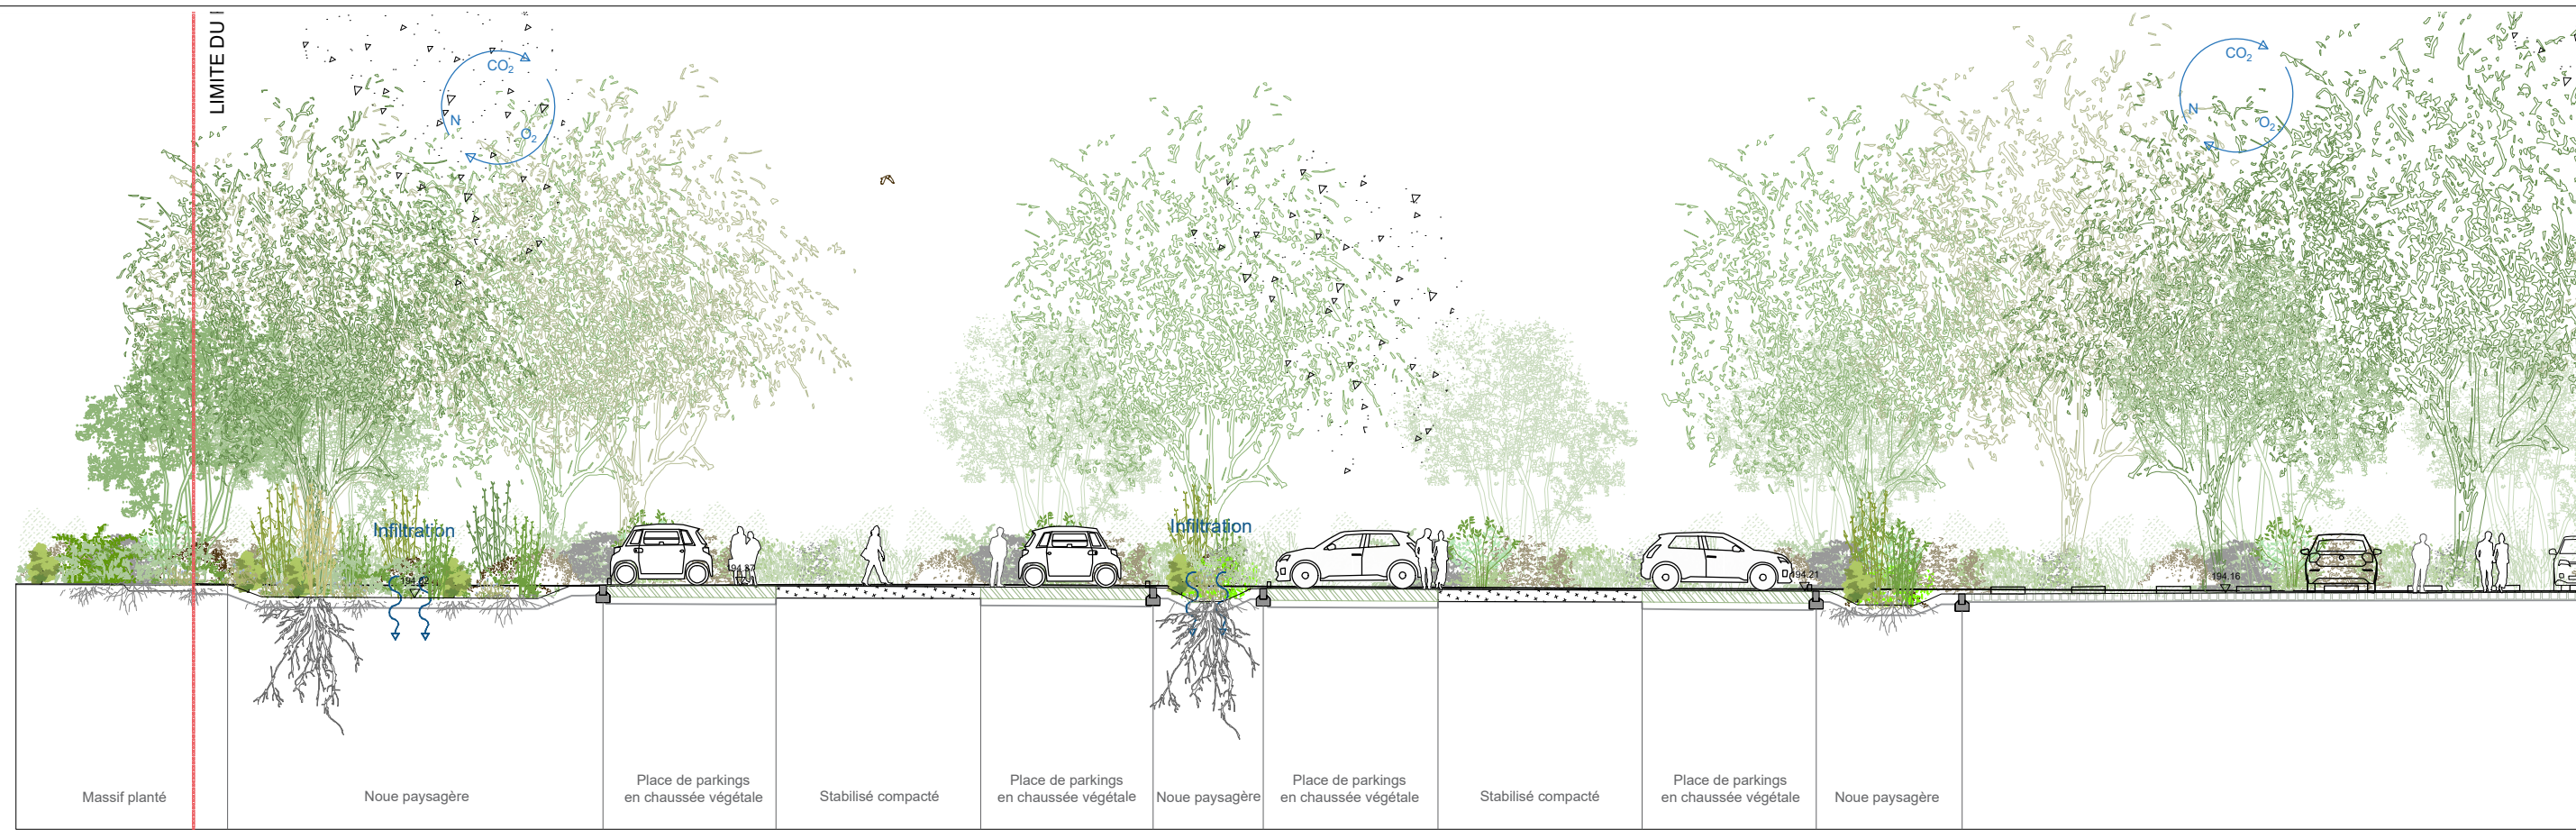 LIMITE DU
CO₂
N
O₂
CO₂
N
O₂
Infiltration
Infiltration
194.87
194.21
194.16
Massif planté
Noue paysagère
Place de parkings
en chaussée végétale
Stabilisé compacté
Place de parkings
en chaussée végétale
Noue paysagère
Place de parkings
en chaussée végétale
Stabilisé compacté
Place de parkings
en chaussée végétale
Noue paysagère